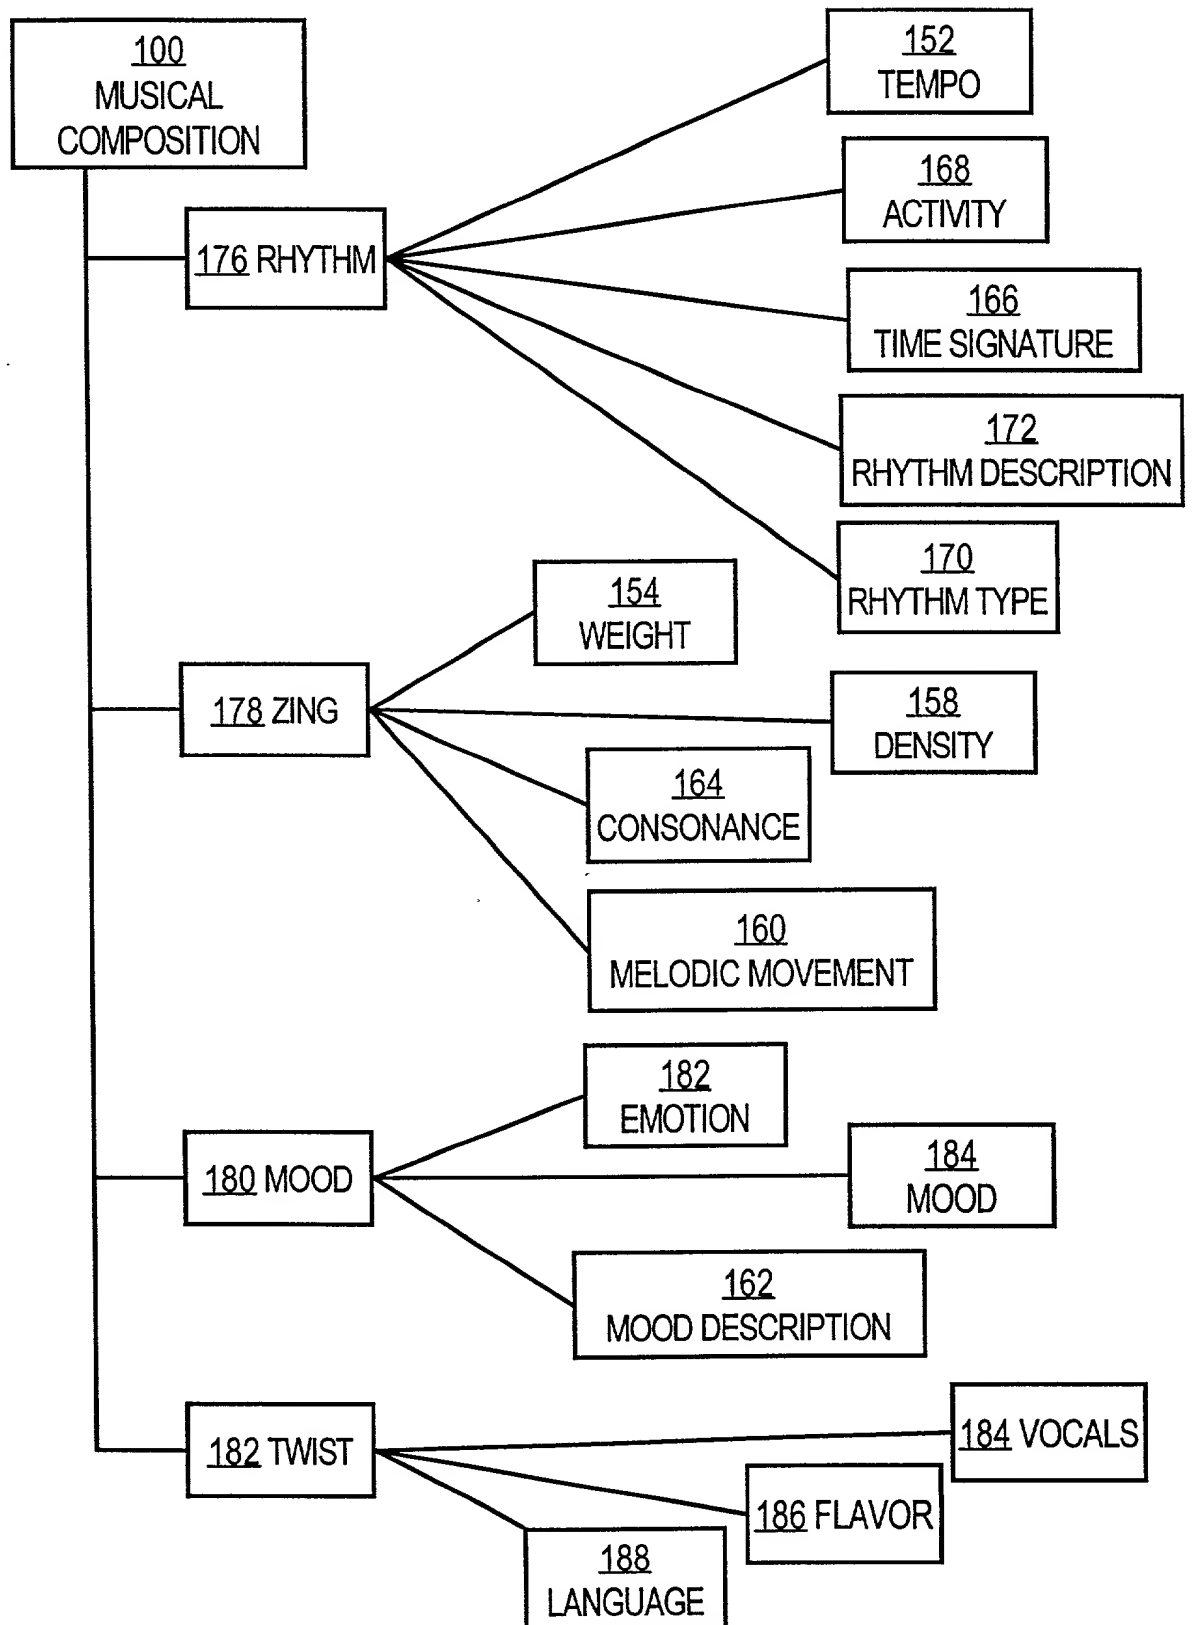 100
MUSICAL
COMPOSITION
152
TEMPO
168
ACTIVITY
176 RHYTHM
166
TIME SIGNATURE
172
RHYTHM DESCRIPTION
170
RHYTHM TYPE
154
WEIGHT
178 ZING
158
DENSITY
164
CONSONANCE
160
MELODIC MOVEMENT
182
EMOTION
180 MOOD
184
MOOD
162
MOOD DESCRIPTION
182 TWIST
184 VOCALS
186 FLAVOR
188
LANGUAGE